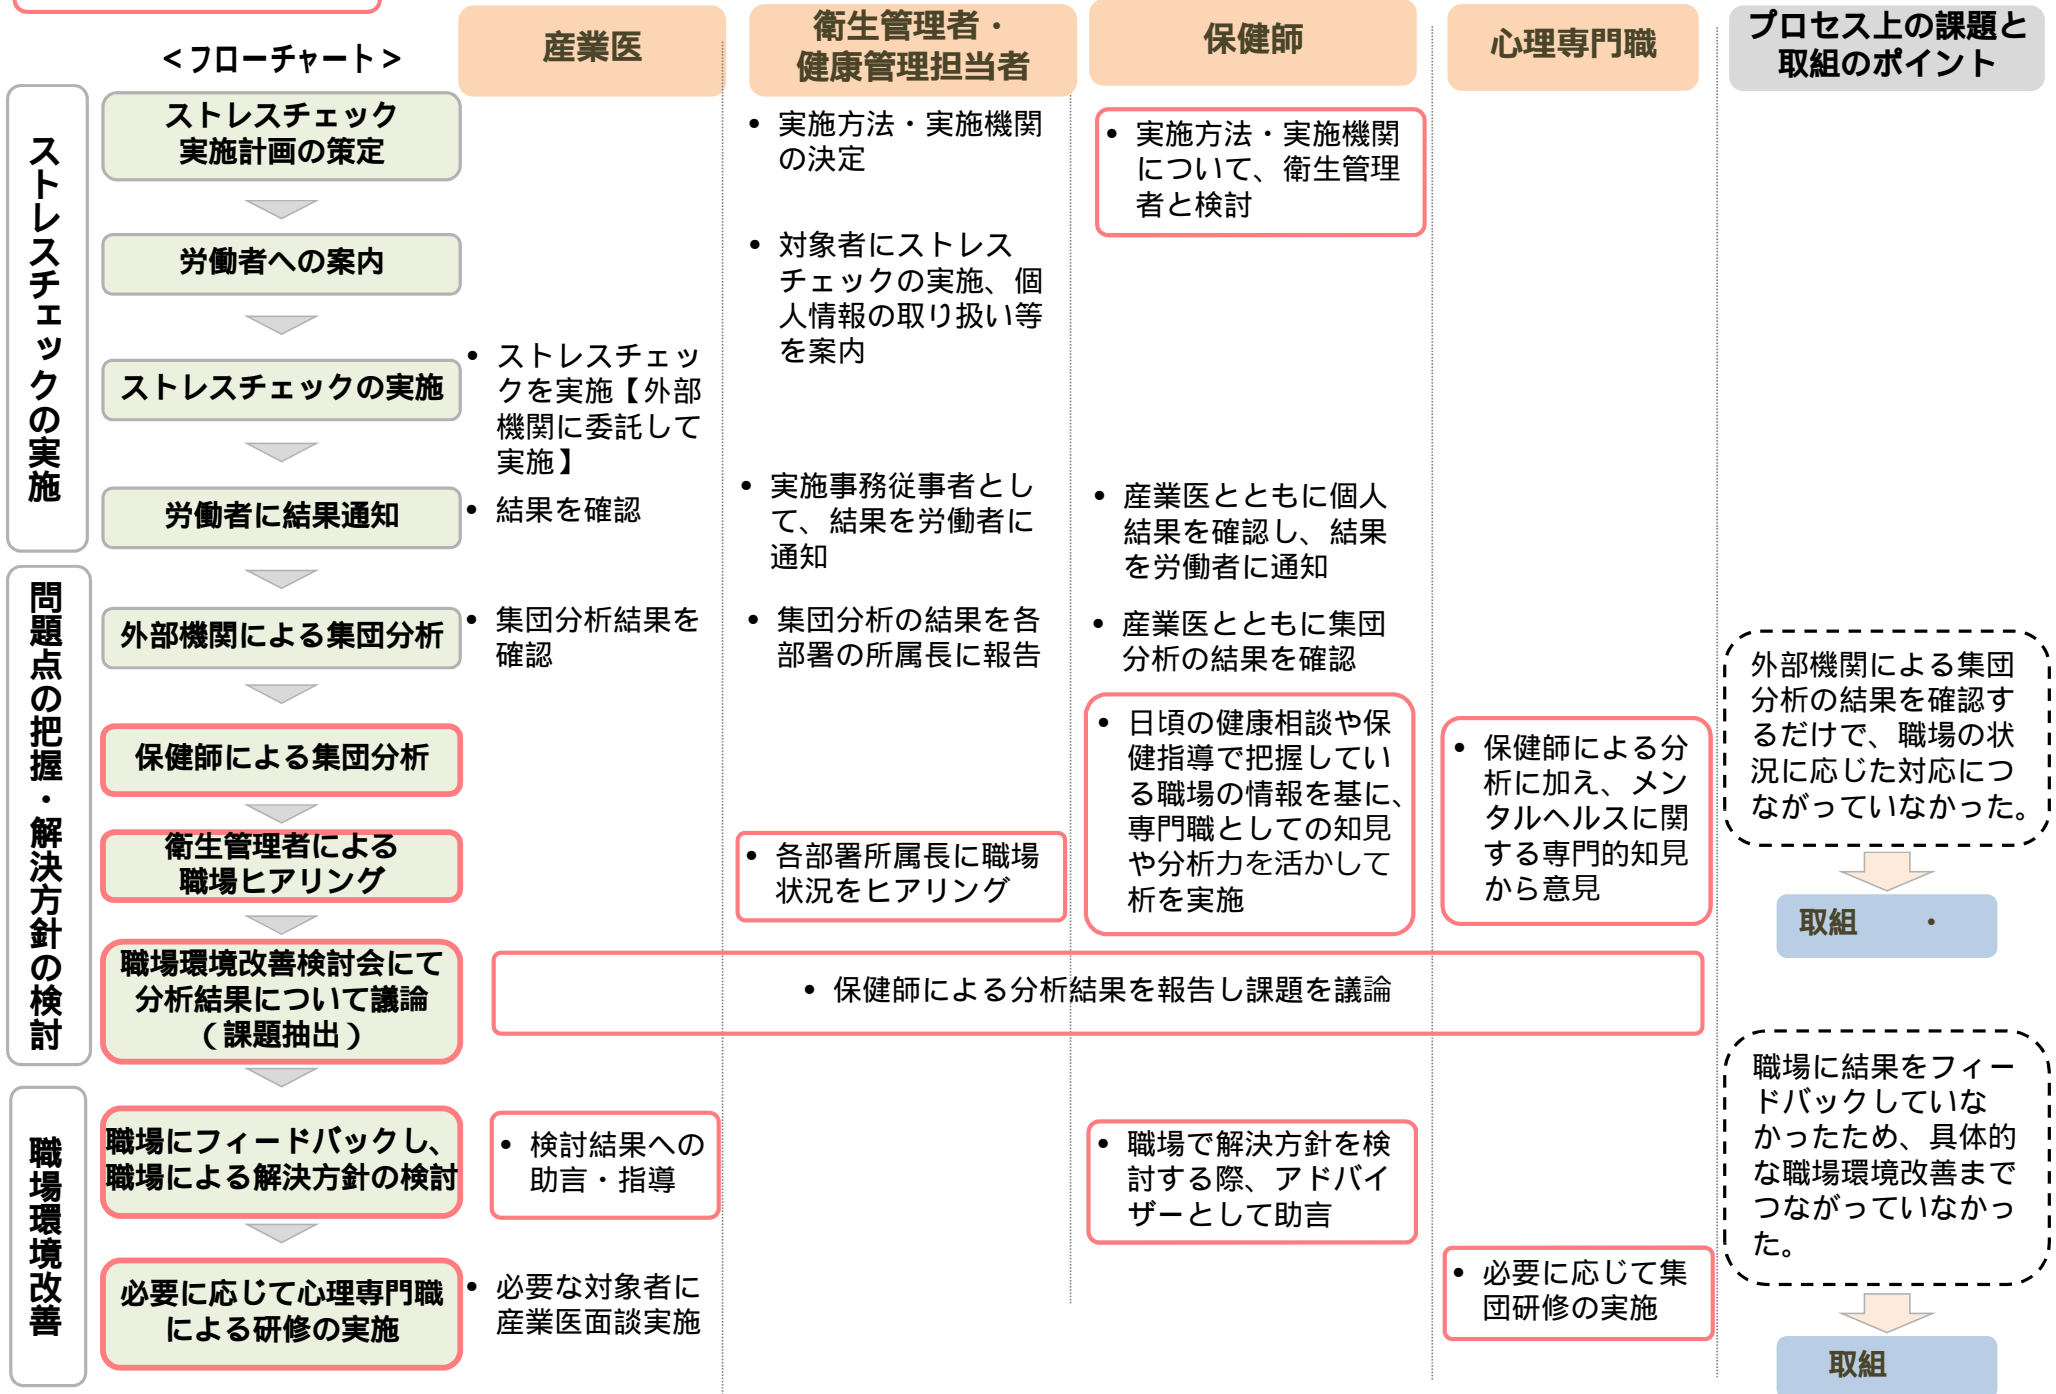 ＜フローチャート＞
産業医
衛生管理者・
健康管理担当者
保健師
心理専門職
プロセス上の課題と
取組のポイント
ストレスチェックの実施
ストレスチェック
実施計画の策定
• 実施方法・実施機関
の決定
• 実施方法・実施機関
について、衛生管理
者と検討
労働者への案内
• 対象者にストレス
チェックの実施、個
人情報の取り扱い等
を案内
ストレスチェックの実施
• ストレスチェッ
クを実施【外部
機関に委託して
実施】
労働者に結果通知
• 結果を確認
• 実施事務従事者とし
て、結果を労働者に
通知
• 産業医とともに個人
結果を確認し、結果
を労働者に通知
問題点の把握・解決方針の検討
外部機関による集団分析
• 集団分析結果を
確認
• 集団分析の結果を各
部署の所属長に報告
• 産業医とともに集団
分析の結果を確認
保健師による集団分析
• 日頃の健康相談や保
健指導で把握してい
る職場の情報を基に、
専門職としての知見
や分析力を活かして
析を実施
• 保健師による分
析に加え、メン
タルヘルスに関
する専門的知見
から意見
外部機関による集団
分析の結果を確認す
るだけで、職場の状
況に応じた対応につ
ながっていなかった。
取組　　・
衛生管理者による
職場ヒアリング
• 各部署所属長に職場
状況をヒアリング
職場環境改善検討会にて
分析結果について議論
（課題抽出）
• 保健師による分析結果を報告し課題を議論
職場環境改善
職場にフィードバックし、
職場による解決方針の検討
• 検討結果への
助言・指導
• 職場で解決方針を検
討する際、アドバイ
ザーとして助言
職場に結果をフィー
ドバックしていな
かったため、具体的
な職場環境改善まで
つながっていなかっ
た。
取組
必要に応じて心理専門職
による研修の実施
• 必要な対象者に
産業医面談実施
• 必要に応じて集
団研修の実施